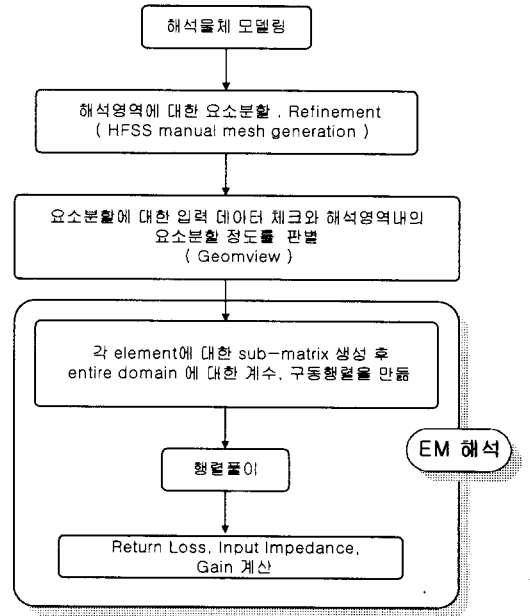 해석물체 모델링
해석영역에 대한 요소분할 , Refinement
( HFSS manual mesh generation )
요소분할에 대한 입력 데이터 체크와 해석영역내의
요소분할 정도를 판별
( Geomview )
각 element에 대한 sub-matrix 생성 후
entire domain 에 대한 계수, 구동행렬을 만듦
EM 해석
행렬풀이
Return Loss, Input Impedance,
Gain 계산